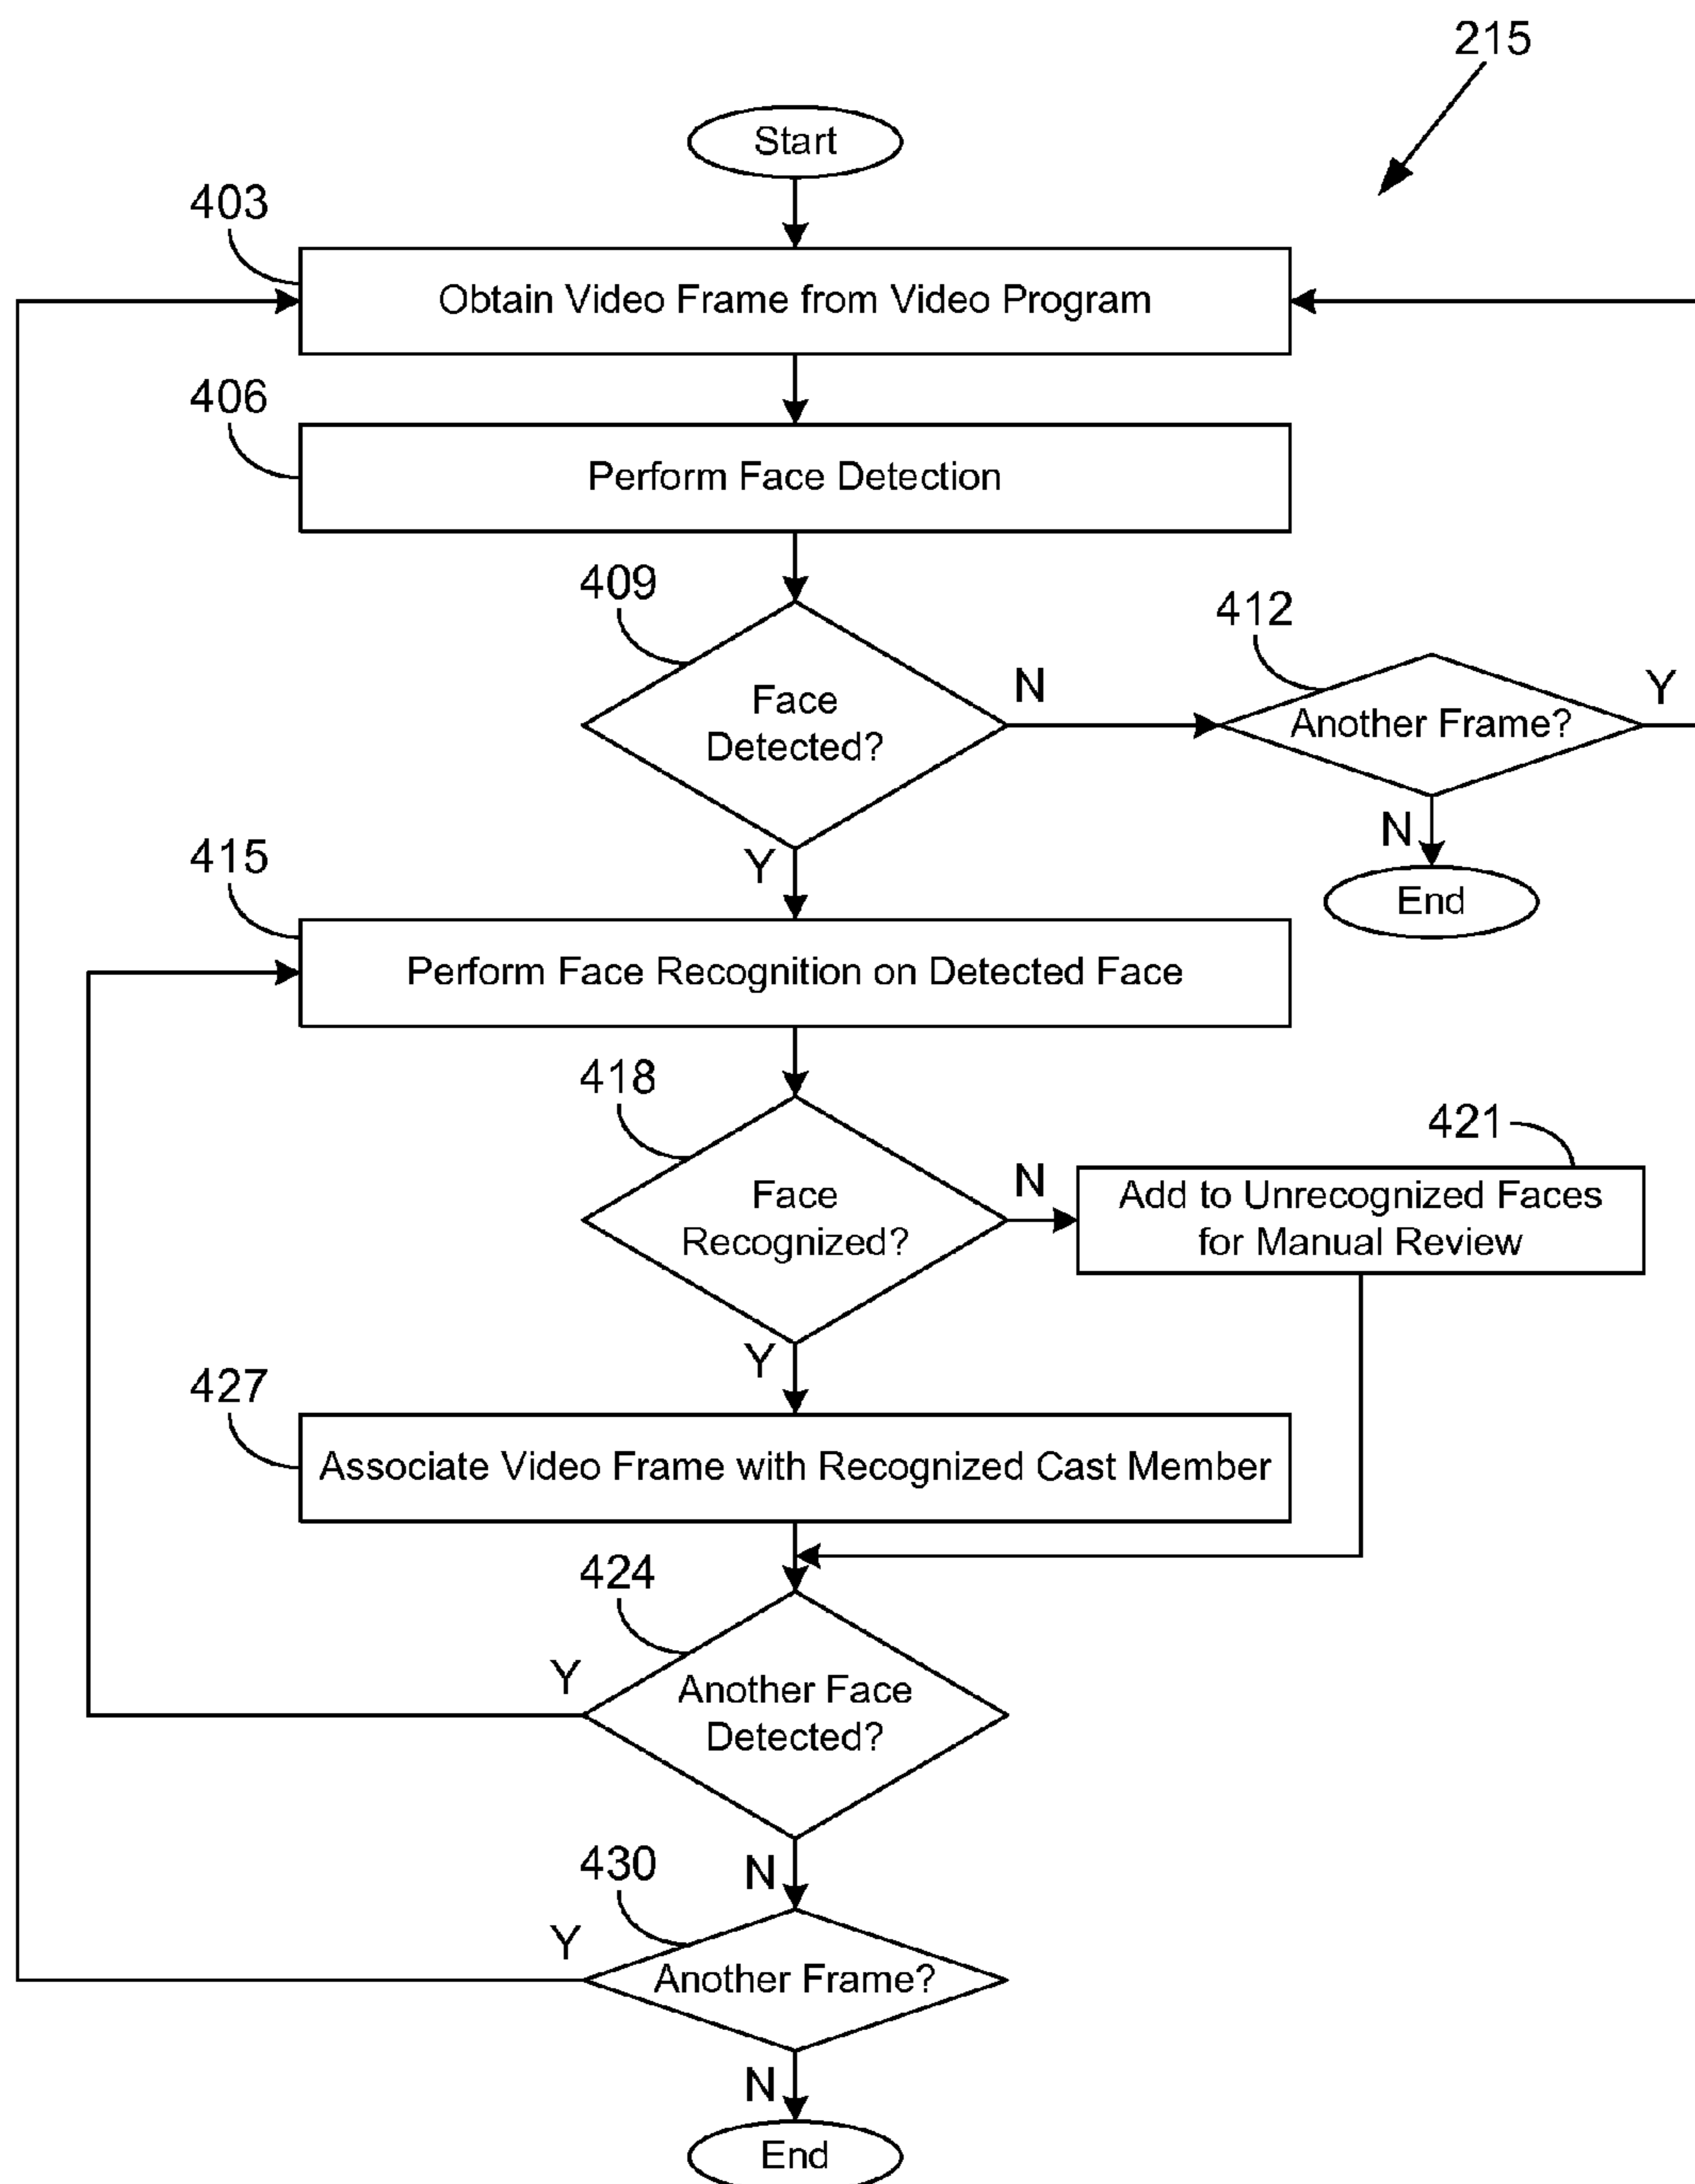 215
Start
403
Obtain Video Frame from Video Program
406
Perform Face Detection
409
412
Face
Detected?
N
Another Frame?
Y
N
End
Y
415
Perform Face Recognition on Detected Face
418
421
Face
Recognized?
N
Add to Unrecognized Faces
for Manual Review
Y
427
Associate Video Frame with Recognized Cast Member
424
Y
Another Face
Detected?
N
430
Y
Another Frame?
N
End